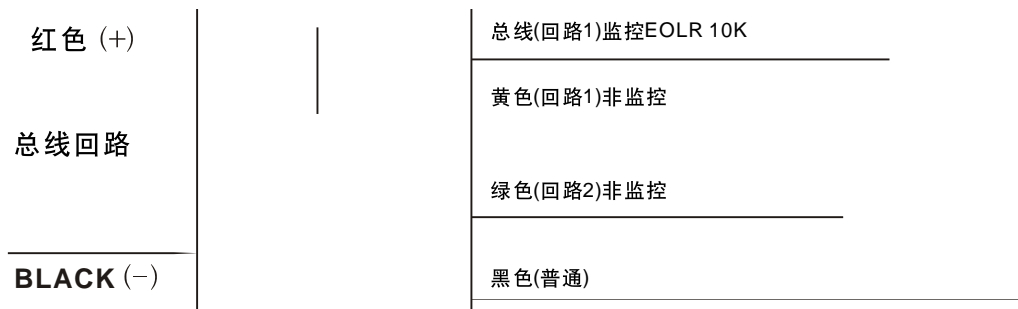 红色 (+)
总线回路
BLACK (−)
总线(回路1)监控EOLR 10K
黄色(回路1)非监控
绿色(回路2)非监控
黑色(普通)